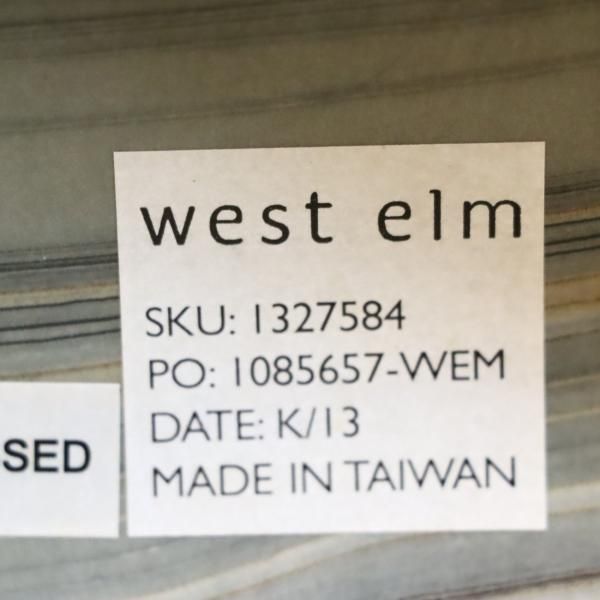 west elm
SKU: 1327584
PO: 1085657-WEM
DATE: K/13
MADE IN TAIWAN
SED